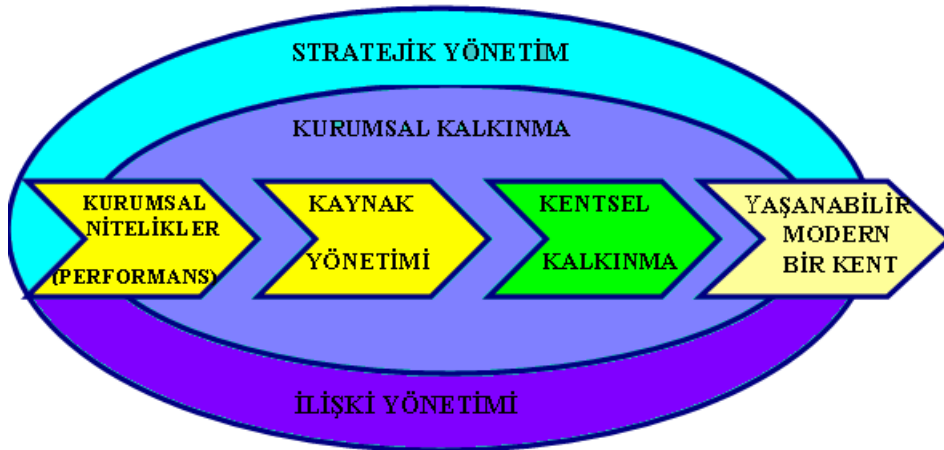 STRATEJİK YÖNETİM
KURUMSAL KALKINMA
KURUMSAL
NİTELİKLER
(PERFORMANS)
KAYNAK
YÖNETİMİ
KENTSEL
KALKINMA
YAŞANABİLİR
MODERN
BİR KENT
İLİŞKİ YÖNETİMİ